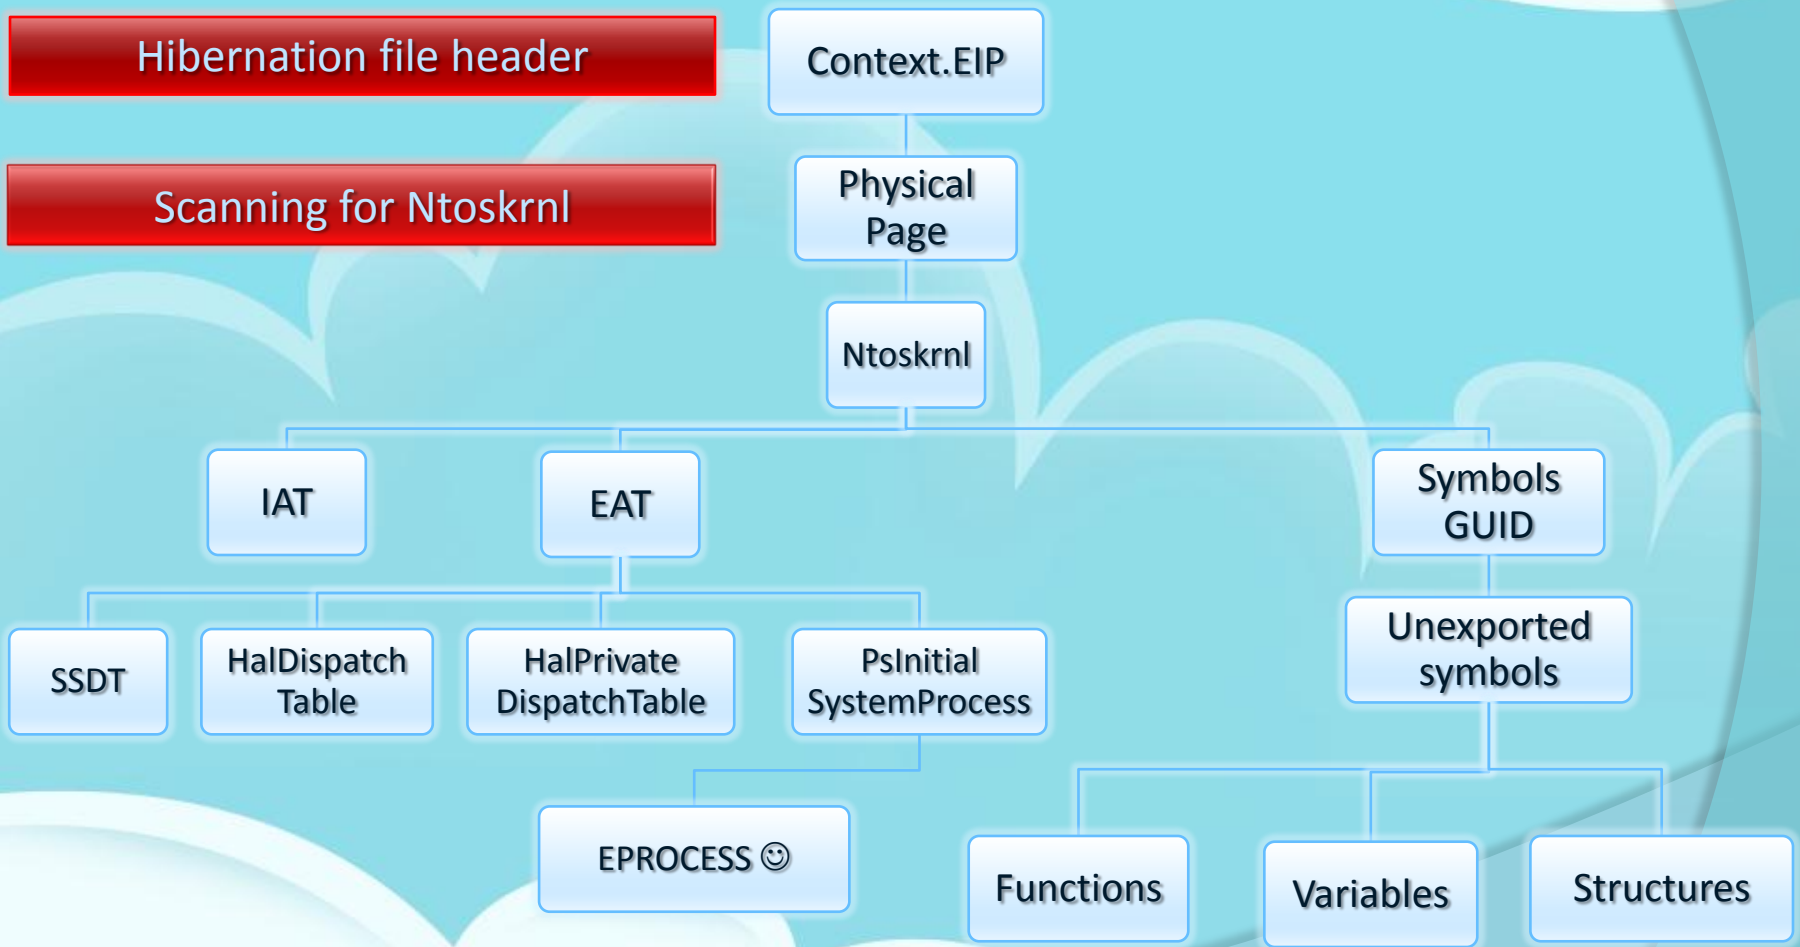 Hibernation file header
Context.EIP
Scanning for Ntoskrnl
Physical
Page
Ntoskrnl
IAT
EAT
Symbols
GUID
SSDT
HalDispatch
Table
HalPrivate
DispatchTable
PsInitial
SystemProcess
Unexported
symbols
EPROCESS ☺
Functions
Variables
Structures